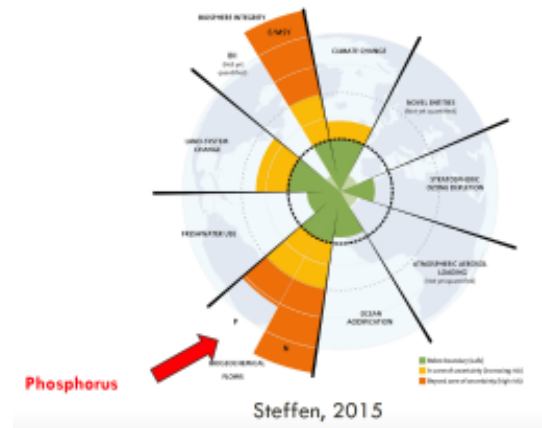 BIOSPHERE INTEGRITY
E/MSY
CLIMATE CHANGE
BII
(Not yet
quantified)
NOVEL ENTITIES
(Not yet quantified)
LAND-SYSTEM
CHANGE
STRATOSPHERIC
OZONE DEPLETION
FRESHWATER USE
ATMOSPHERIC AEROSOL
LOADING
(Not yet quantified)
OCEAN
ACIDIFICATION
P
N
BIOGEOCHEMICAL
FLOWS
Phosphorus
Below boundary (safe)
In zone of uncertainty (increasing risk)
Beyond zone of uncertainty (high risk)
Steffen, 2015